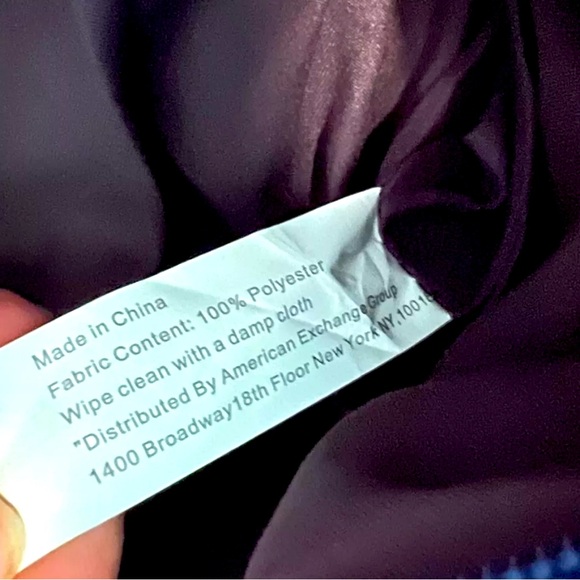 Made in China
Fabric Content: 100% Polyester
Wipe clean with a damp cloth
"Distributed By American Exchange Group
1400 Broadway18th Floor New York NY,